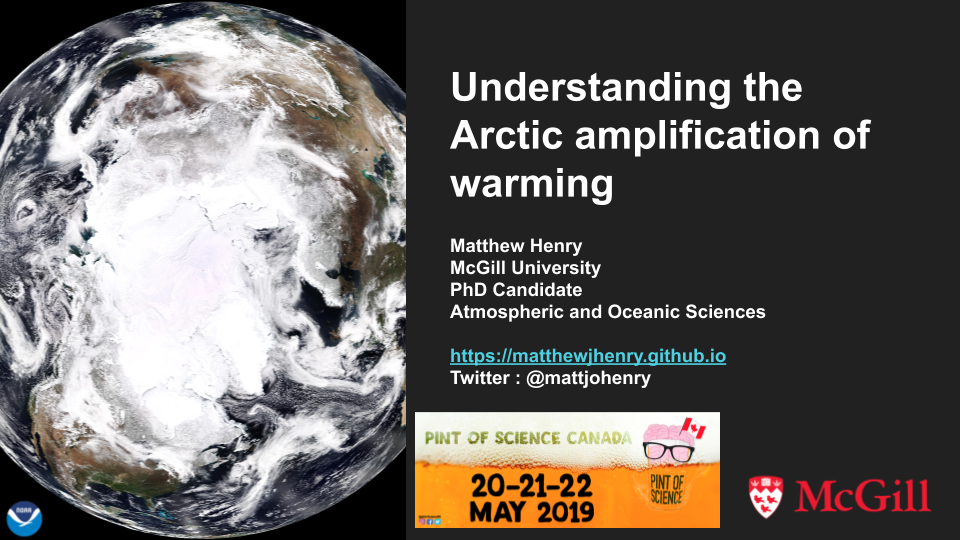 Understanding the
Arctic amplification of
warming
Matthew Henry
McGill University
PhD Candidate
Atmospheric and Oceanic Sciences
https://matthewjhenry.github.io
Twitter : @mattjohenry
PINT OF SCIENCE CANADA
20-21-22
MAY 2019
PINT OF
SCIENCE
McGill
NOAA